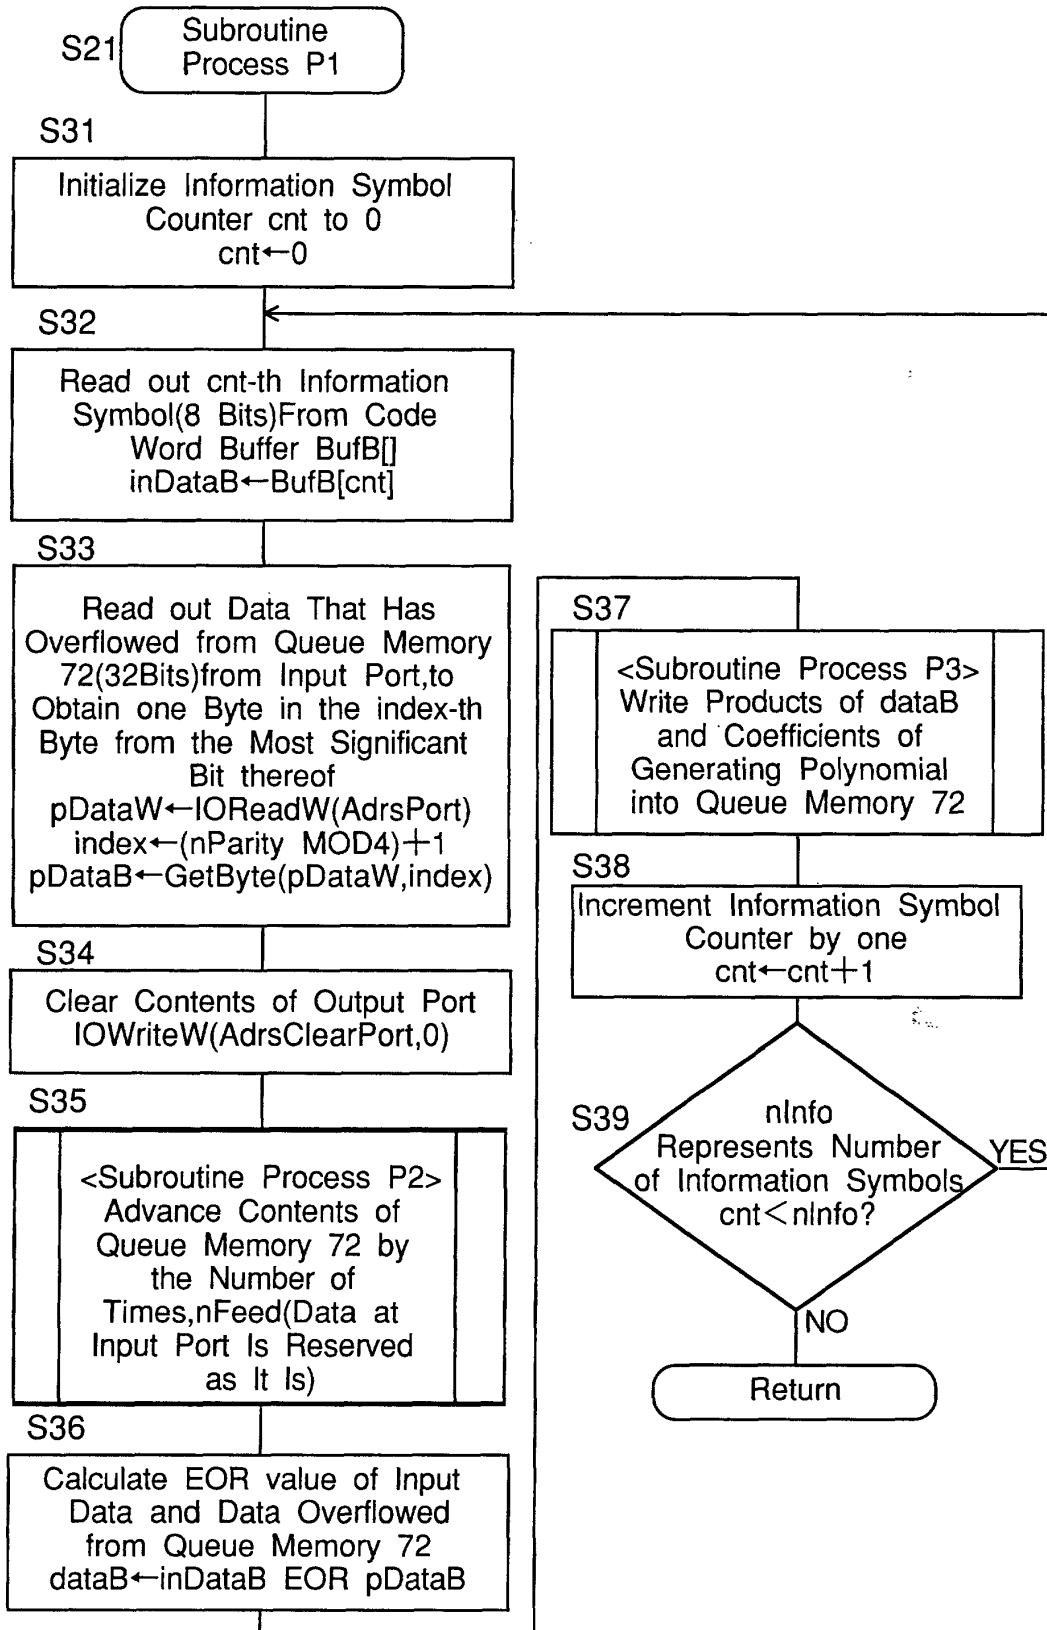 S21
Subroutine
Process P1
S31
Initialize Information Symbol
Counter cnt to 0
cnt←0
S32
Read out cnt-th Information
Symbol(8 Bits)From Code
Word Buffer BufB[]
inDataB←BufB[cnt]
S33
Read out Data That Has
Overflowed from Queue Memory
72(32Bits)from Input Port,to
Obtain one Byte in the index-th
Byte from the Most Significant
Bit thereof
pDataW←IOReadW(AdrsPort)
index←(nParity MOD4)+1
pDataB←GetByte(pDataW,index)
S34
Clear Contents of Output Port
IOWriteW(AdrsClearPort,0)
S35
<Subroutine Process P2>
Advance Contents of
Queue Memory 72 by
the Number of
Times,nFeed(Data at
Input Port Is Reserved
as It Is)
S36
Calculate EOR value of Input
Data and Data Overflowed
from Queue Memory 72
dataB←inDataB EOR pDataB
S37
<Subroutine Process P3>
Write Products of dataB
and Coefficients of
Generating Polynomial
into Queue Memory 72
S38
Increment Information Symbol
Counter by one
cnt←cnt+1
S39
nInfo
Represents Number
of Information Symbols
cnt<nInfo?
YES
NO
Return